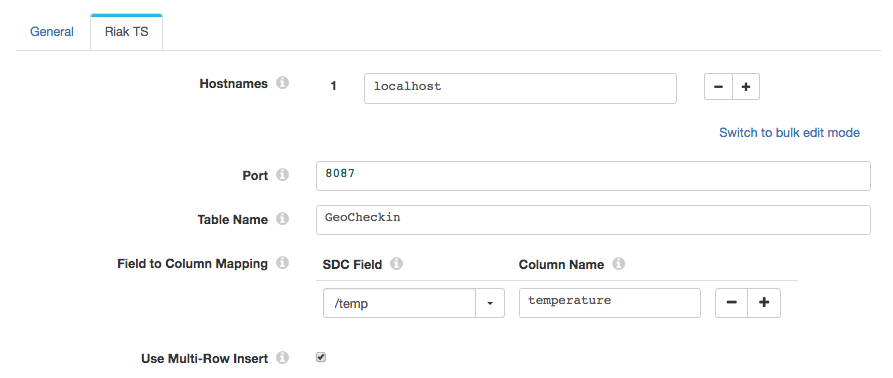 General Riak TS
Hostnames 1 localhost
Switch to bulk edit mode
Port 8087
Table Name GeoCheckin
Field to Column Mapping SDC Field Column Name
/temp temperature
Use Multi-Row Insert